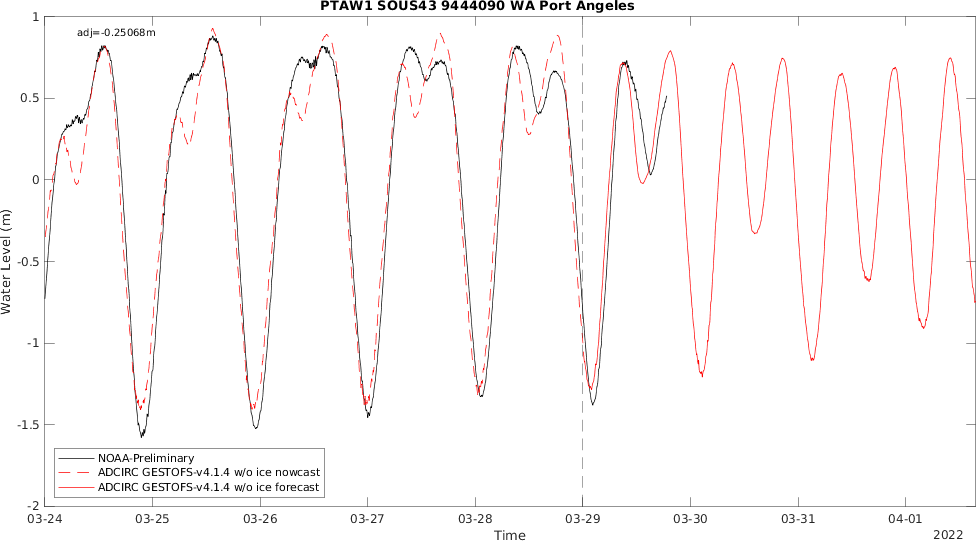 PTAW1 SOUS43 9444090 WA Port Angeles
adj=-0.25068m
1
0.5
0
-0.5
-1
-1.5
-2
Water Level (m)
NOAA-Preliminary
ADCIRC GESTOFS-v4.1.4 w/o ice nowcast
ADCIRC GESTOFS-v4.1.4 w/o ice forecast
03-24
03-25
03-26
03-27
03-28
03-29
03-30
03-31
04-01
Time
2022